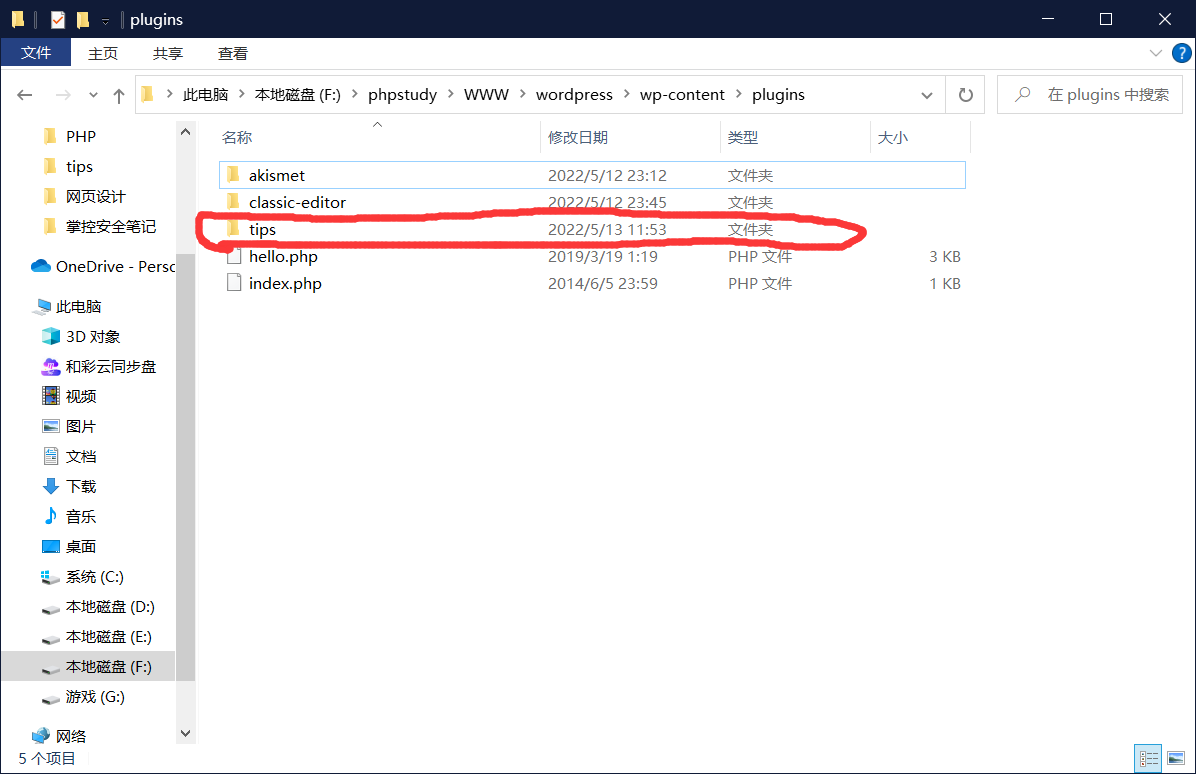 plugins
文件 主页 共享 查看
此电脑 本地磁盘 (F:) phpstudy WWW wordpress wp-content plugins 在 plugins 中搜索
名称 修改日期 类型 大小
akismet 2022/5/12 23:12 文件夹
classic-editor 2022/5/12 23:45 文件夹
tips 2022/5/13 11:53 文件夹
hello.php 2019/3/19 1:19 PHP 文件 3 KB
index.php 2014/6/5 23:59 PHP 文件 1 KB
PHP
tips
网页设计
掌控安全笔记
OneDrive - Persc
此电脑
3D 对象
和彩云同步盘
视频
图片
文档
下载
音乐
桌面
系统 (C:)
本地磁盘 (D:)
本地磁盘 (E:)
本地磁盘 (F:)
游戏 (G:)
网络
5 个项目